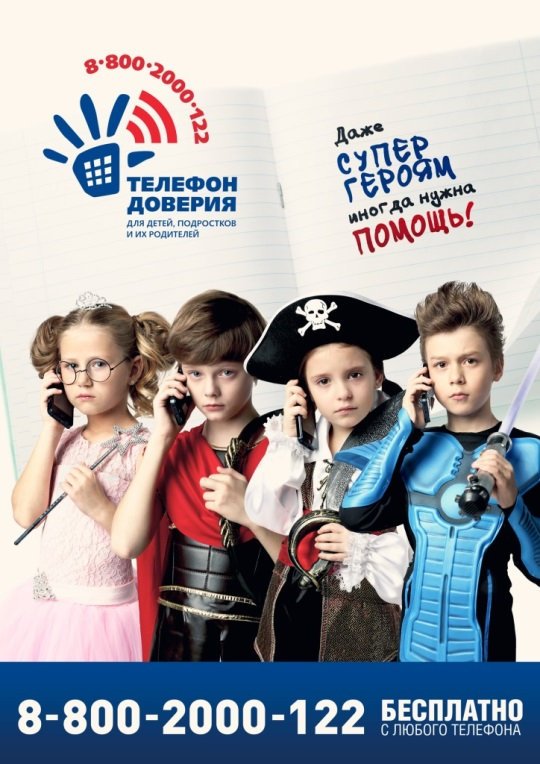 8·800·2000·122
ТЕЛЕФОН
ДОВЕРИЯ
ДЛЯ ДЕТЕЙ, ПОДРОСТКОВ
И ИХ РОДИТЕЛЕЙ
Даже
СУПЕР
ГЕРОЯМ
иногда нужна
ПОМОЩЬ!
8-800-2000-122
БЕСПЛАТНО
С ЛЮБОГО ТЕЛЕФОНА